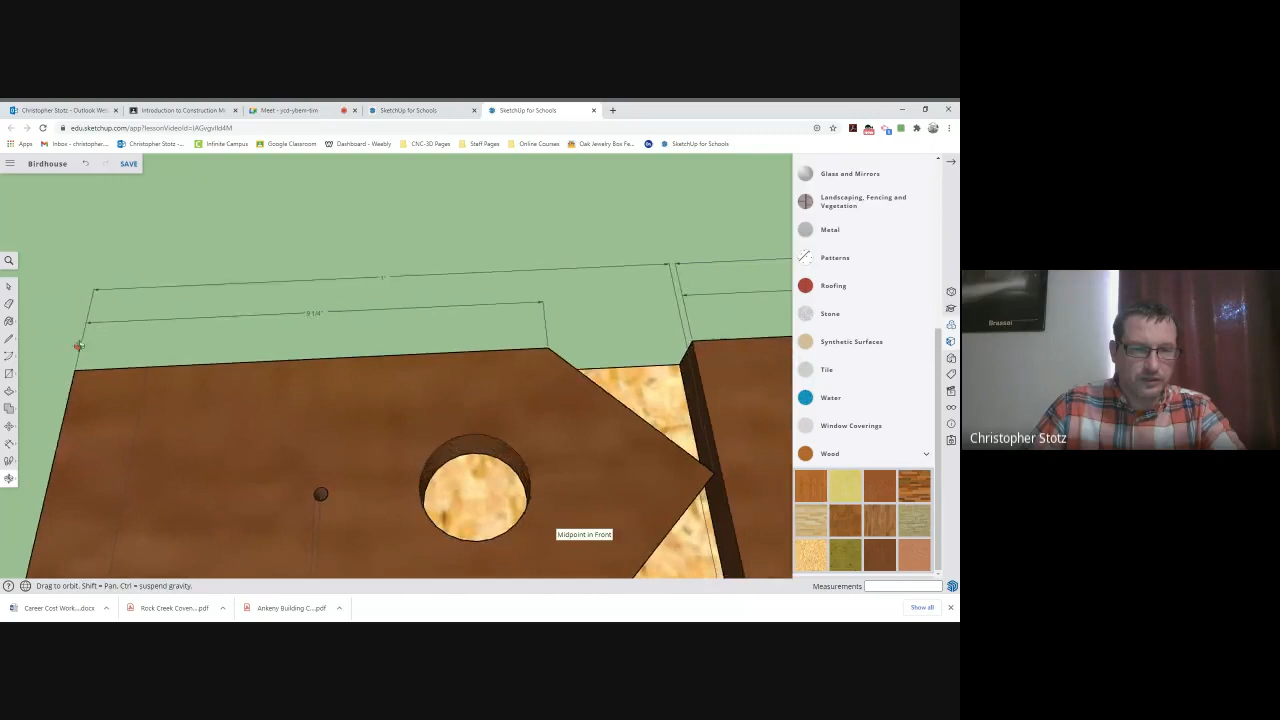 Christopher Stotz - Outlook We
Introduction to Construction M
Meet - ycd-ybem-tim
SketchUp for Schools
SketchUp for Schools
edu.sketchup.com/app?lessonVideoId=
Apps
Inbox - christopher....
Christopher Stotz -...
Infinite Campus
Google Classroom
Dashboard - Weebly
CNC-3D Pages
Staff Pages
Online Courses
Oak Jewelry Box Fe...
SketchUp for Schools
Birdhouse
SAVE
Glass and Mirrors
Landscaping, Fencing and
Vegetation
Metal
Patterns
Roofing
1'
9 1/4"
Stone
Synthetic Surfaces
Tile
Water
Window Coverings
Brassaï
Christopher Stotz
Wood
Midpoint in Front
Drag to orbit. Shift = Pan, Ctrl = suspend gravity.
Measurements
Career Cost Work....docx
Rock Creek Coven....pdf
Ankeny Building C....pdf
Show all